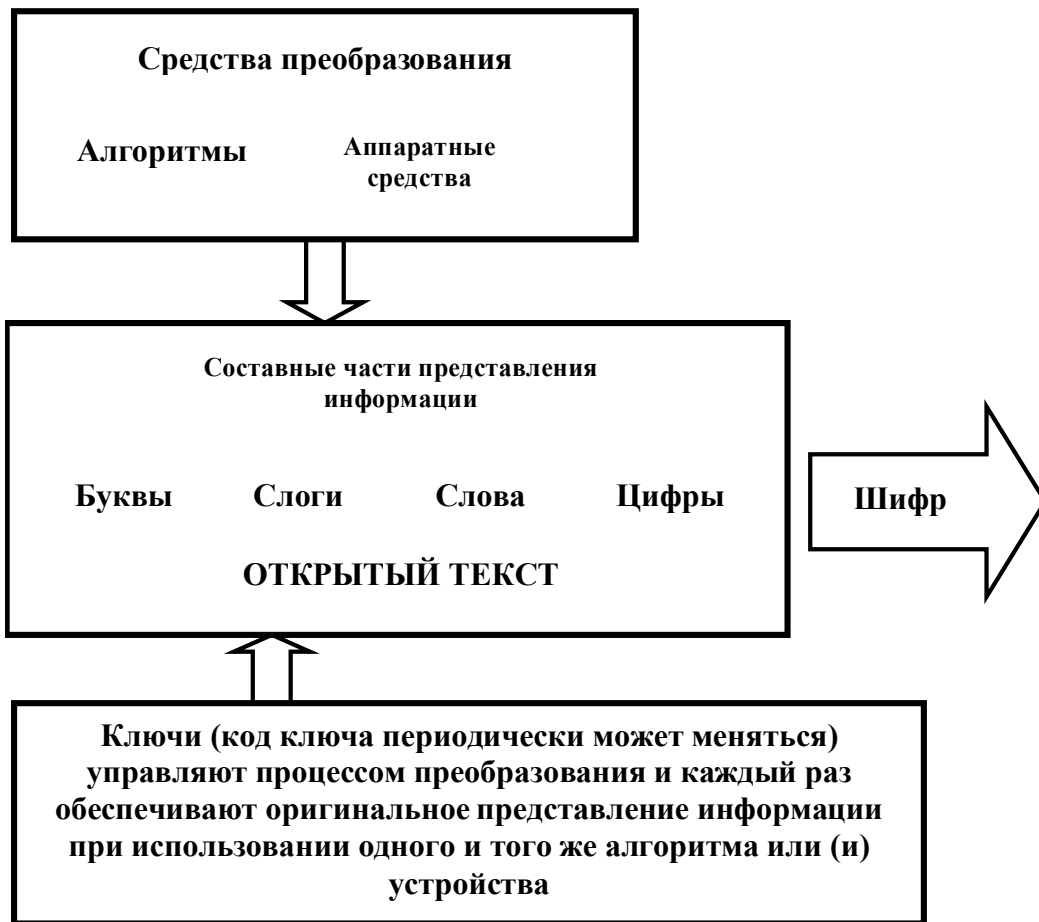 Средства преобразования
Алгоритмы
Аппаратные
средства
Составные части представления
информации
Буквы Слоги Слова Цифры
ОТКРЫТЫЙ ТЕКСТ
Шифр
Ключи (код ключа периодически может меняться)
управляют процессом преобразования и каждый раз
обеспечивают оригинальное представление информации
при использовании одного и того же алгоритма или (и)
устройства